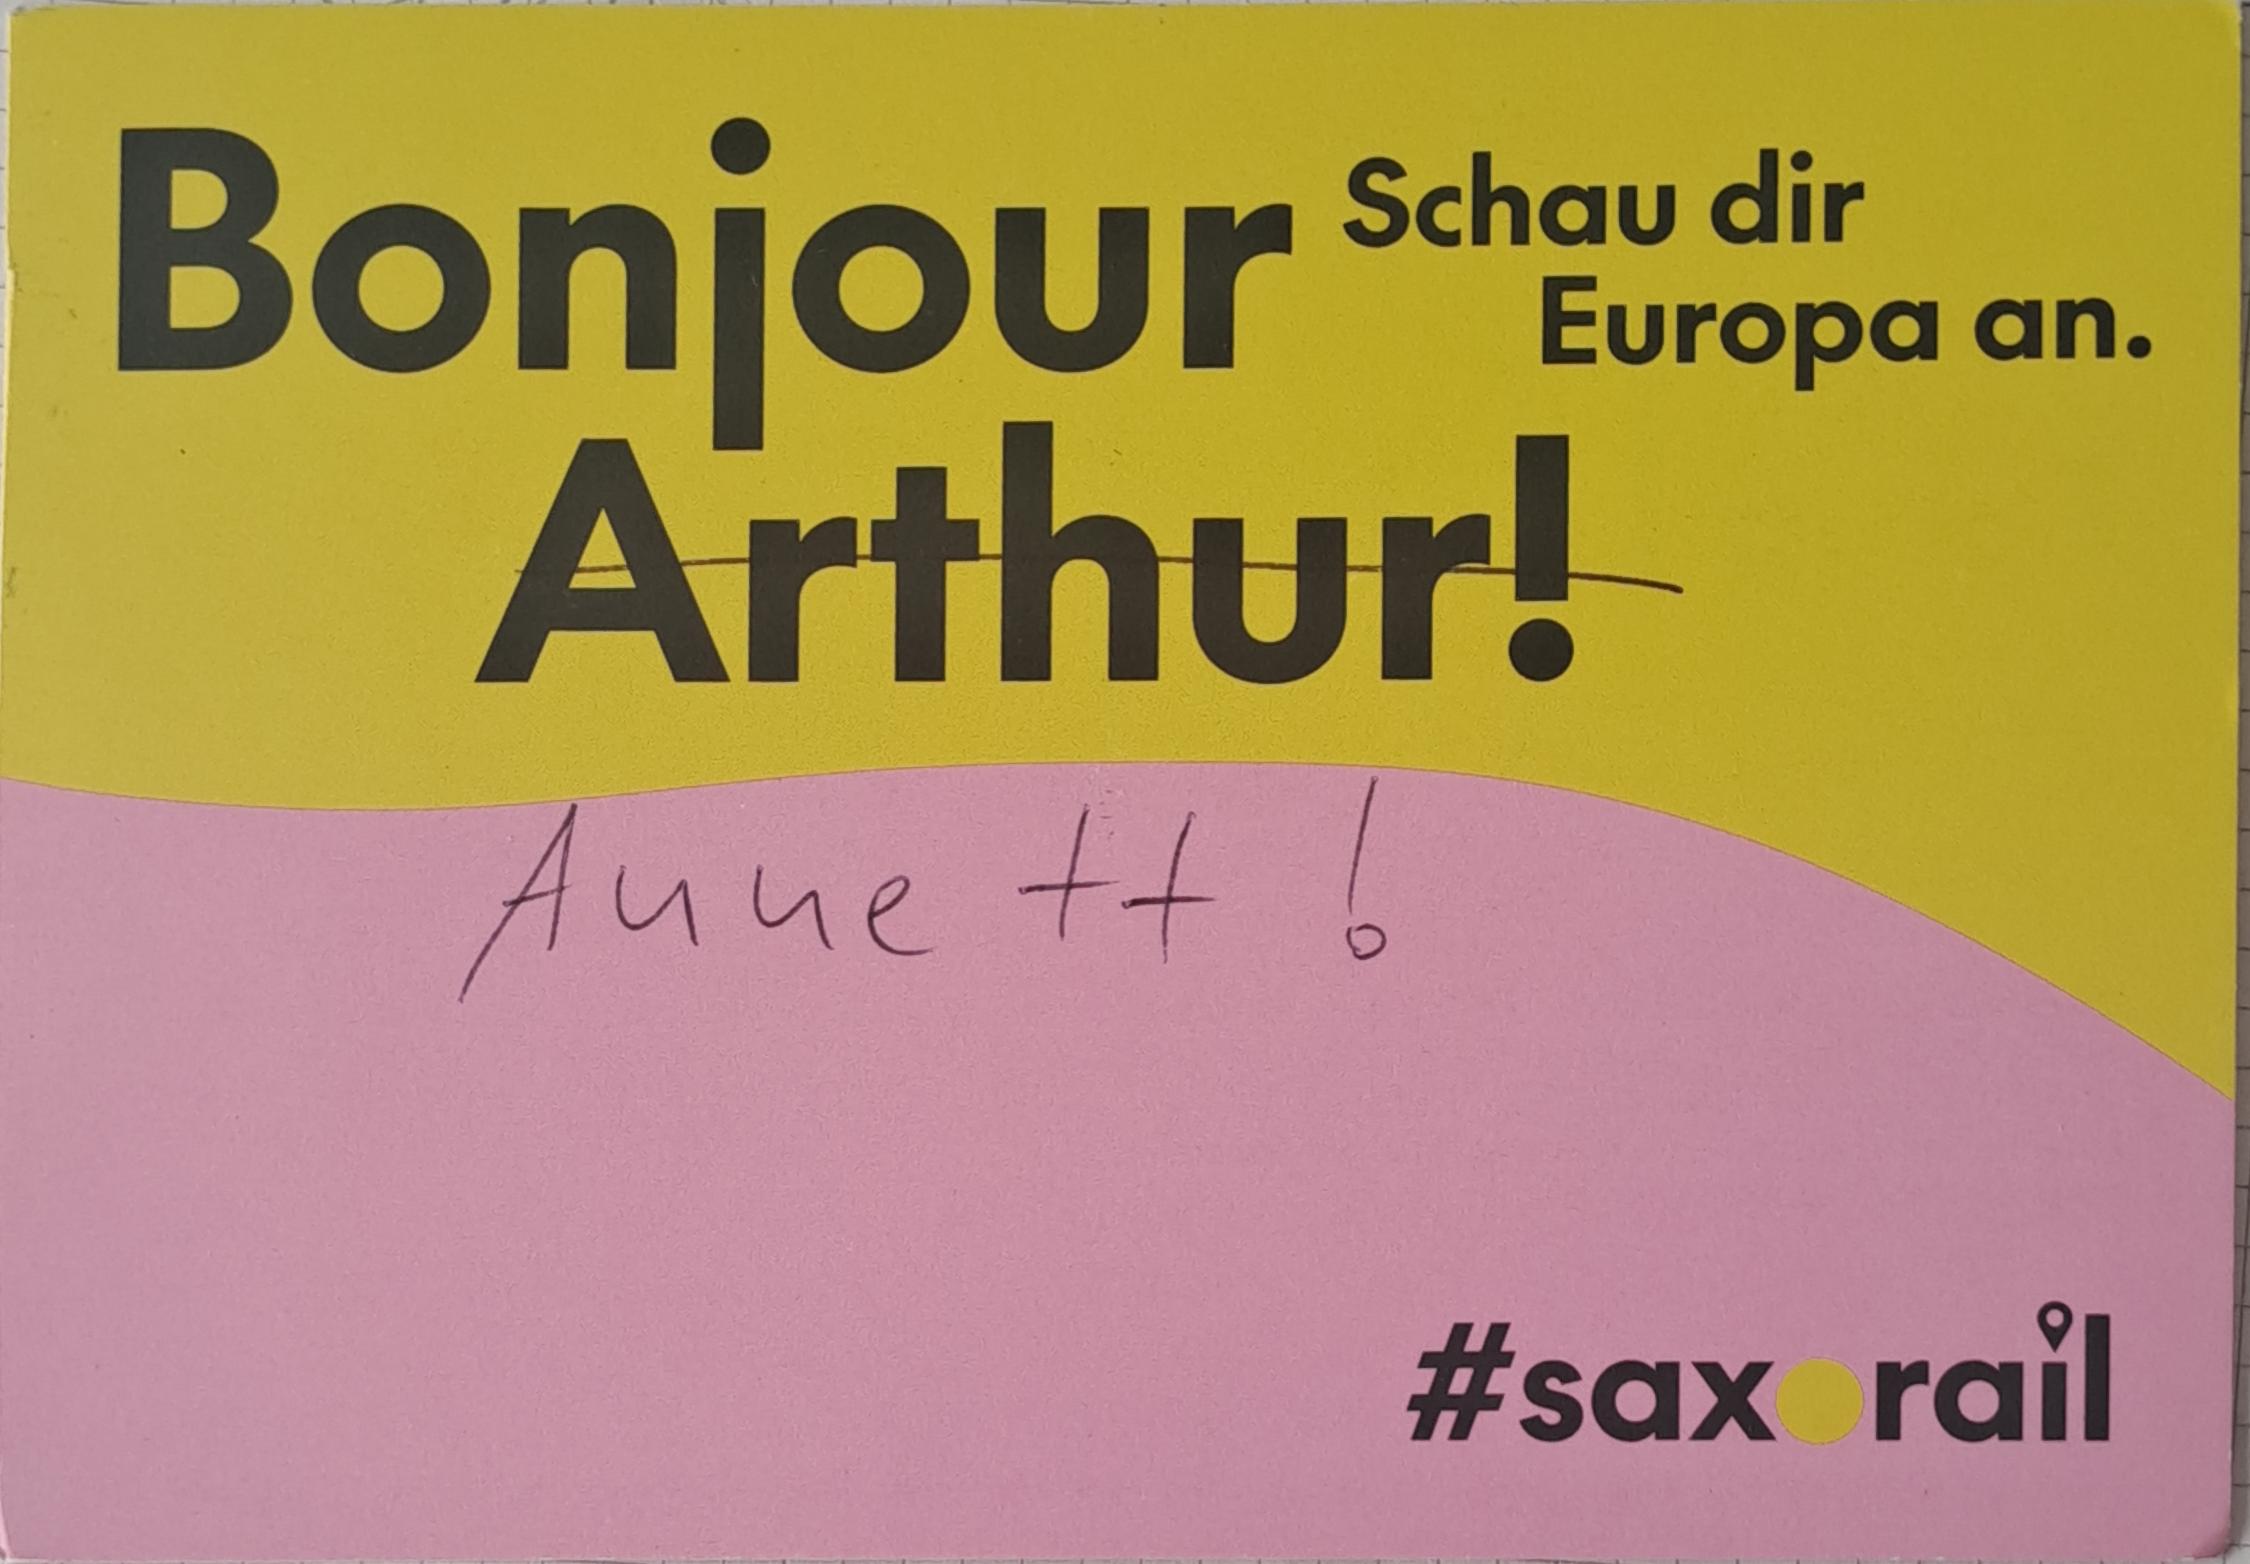 Bonjour
Schau dir
Europa an.
Arthur!
Annett!
#saxorail